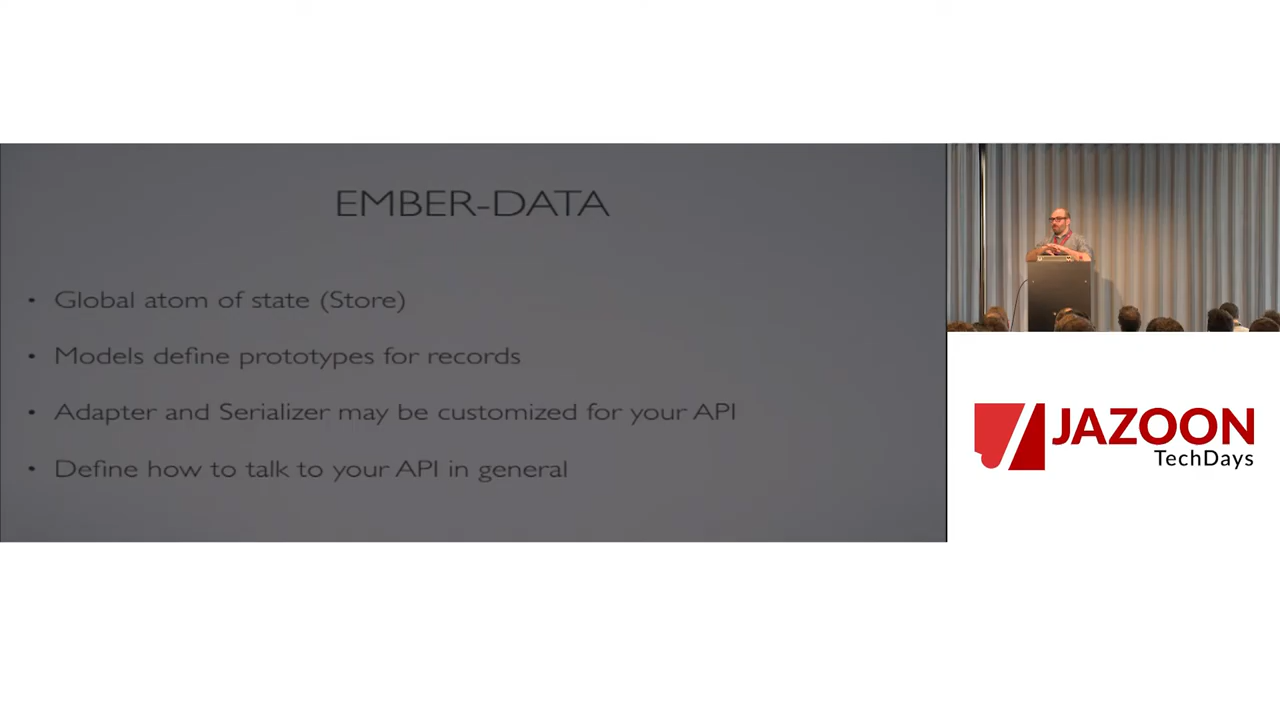 EMBER-DATA
• Global atom of state (Store)
• Models define prototypes for records
• Adapter and Serializer may be customized for your API
• Define how to talk to your API in general
JAZOON
TechDays